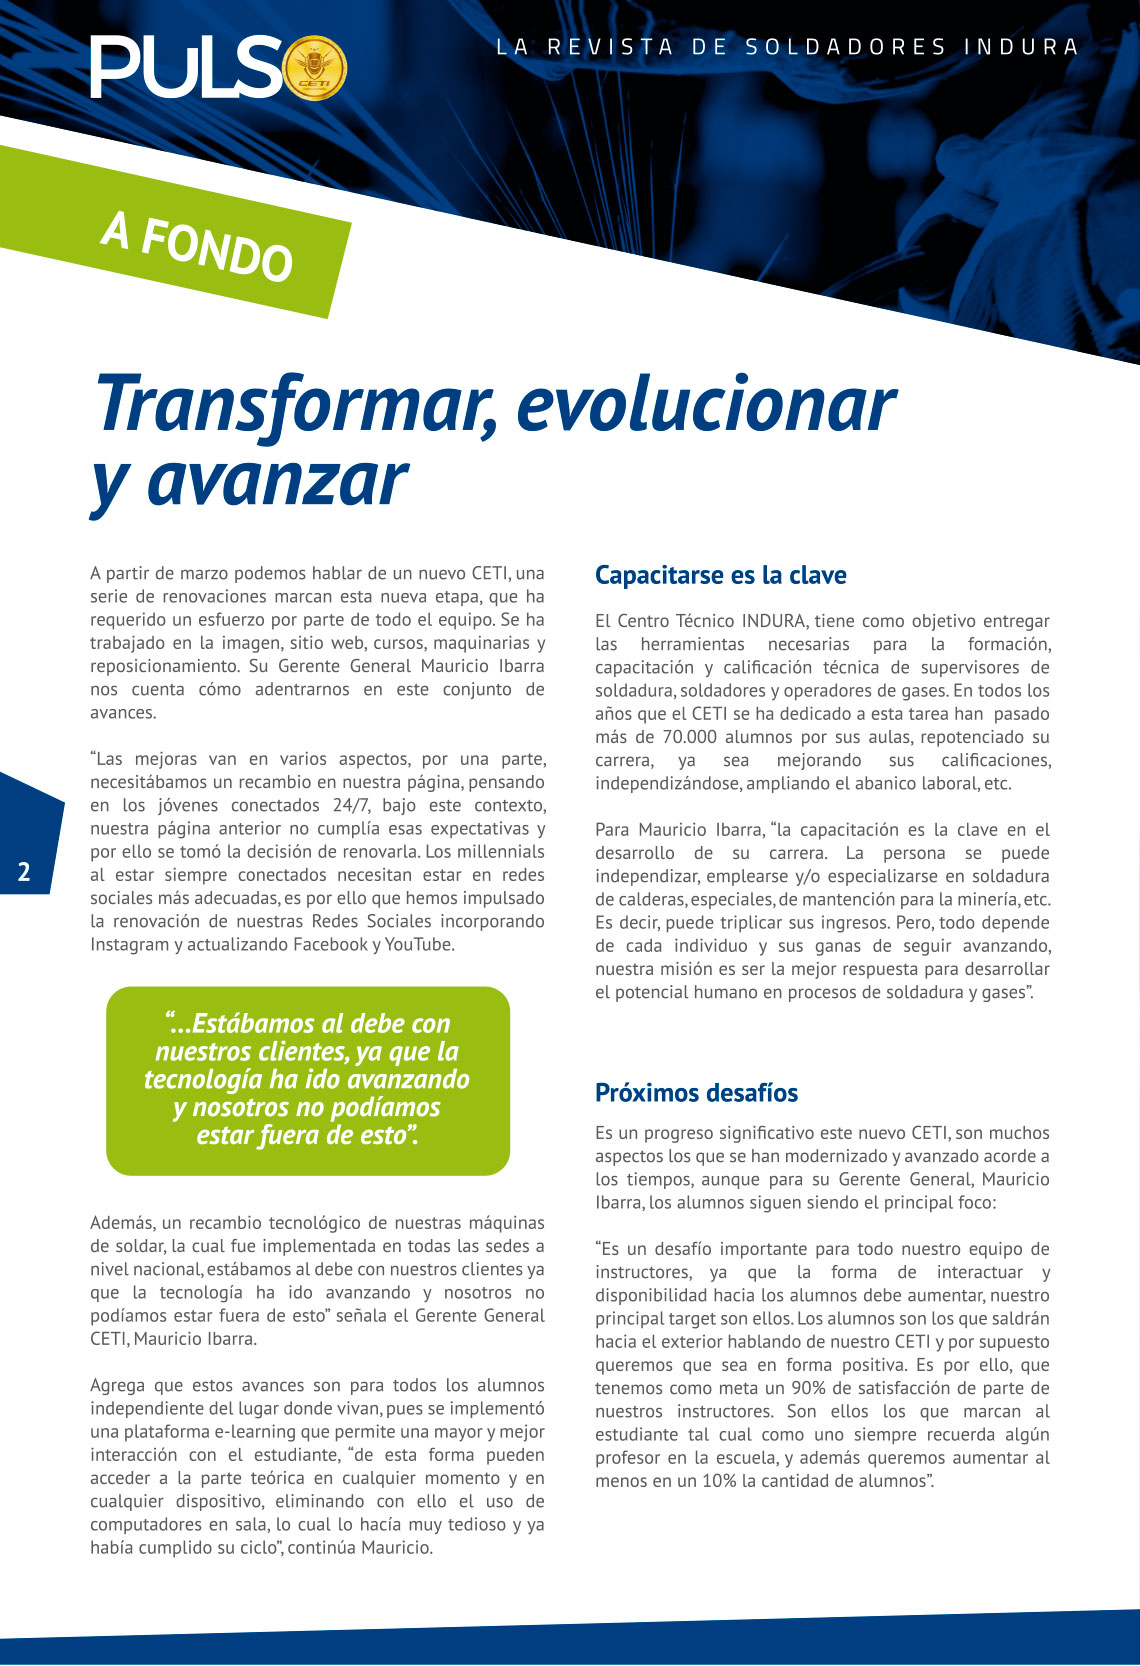 PULSO
CETI
LA REVISTA DE SOLDADORES INDURA
A FONDO
Transformar, evolucionar
y avanzar
A partir de marzo podemos hablar de un nuevo CETI, una
serie de renovaciones marcan esta nueva etapa, que ha
requerido un esfuerzo por parte de todo el equipo. Se ha
trabajado en la imagen, sitio web, cursos, maquinarias y
reposicionamiento. Su Gerente General Mauricio Ibarra
nos cuenta cómo adentrarnos en este conjunto de
avances.
“Las mejoras van en varios aspectos, por una parte,
necesitábamos un recambio en nuestra página, pensando
en los jóvenes conectados 24/7, bajo este contexto,
nuestra página anterior no cumplía esas expectativas y
por ello se tomó la decisión de renovarla. Los millennials
al estar siempre conectados necesitan estar en redes
sociales más adecuadas, es por ello que hemos impulsado
la renovación de nuestras Redes Sociales incorporando
Instagram y actualizando Facebook y YouTube.
“...Estábamos al debe con
nuestros clientes, ya que la
tecnología ha ido avanzando
y nosotros no podíamos
estar fuera de esto”.
Además, un recambio tecnológico de nuestras máquinas
de soldar, la cual fue implementada en todas las sedes a
nivel nacional, estábamos al debe con nuestros clientes ya
que la tecnología ha ido avanzando y nosotros no
podíamos estar fuera de esto” señala el Gerente General
CETI, Mauricio Ibarra.
Agrega que estos avances son para todos los alumnos
independiente del lugar donde vivan, pues se implementó
una plataforma e-learning que permite una mayor y mejor
interacción con el estudiante, “de esta forma pueden
acceder a la parte teórica en cualquier momento y en
cualquier dispositivo, eliminando con ello el uso de
computadores en sala, lo cual lo hacía muy tedioso y ya
había cumplido su ciclo”, continúa Mauricio.
Capacitarse es la clave
El Centro Técnico INDURA, tiene como objetivo entregar
las herramientas necesarias para la formación,
capacitación y calificación técnica de supervisores de
soldadura, soldadores y operadores de gases. En todos los
años que el CETI se ha dedicado a esta tarea han pasado
más de 70.000 alumnos por sus aulas, repotenciado su
carrera, ya sea mejorando sus calificaciones,
independizándose, ampliando el abanico laboral, etc.
Para Mauricio Ibarra, “la capacitación es la clave en el
desarrollo de su carrera. La persona se puede
independizar, emplearse y/o especializarse en soldadura
de calderas, especiales, de mantención para la minería, etc.
Es decir, puede triplicar sus ingresos. Pero, todo depende
de cada individuo y sus ganas de seguir avanzando,
nuestra misión es ser la mejor respuesta para desarrollar
el potencial humano en procesos de soldadura y gases”.
Próximos desafíos
Es un progreso significativo este nuevo CETI, son muchos
aspectos los que se han modernizado y avanzado acorde a
los tiempos, aunque para su Gerente General, Mauricio
Ibarra, los alumnos siguen siendo el principal foco:
“Es un desafío importante para todo nuestro equipo de
instructores, ya que la forma de interactuar y
disponibilidad hacia los alumnos debe aumentar, nuestro
principal target son ellos. Los alumnos son los que saldrán
hacia el exterior hablando de nuestro CETI y por supuesto
queremos que sea en forma positiva. Es por ello, que
tenemos como meta un 90% de satisfacción de parte de
nuestros instructores. Son ellos los que marcan al
estudiante tal cual como uno siempre recuerda algún
profesor en la escuela, y además queremos aumentar al
menos en un 10% la cantidad de alumnos”.
2